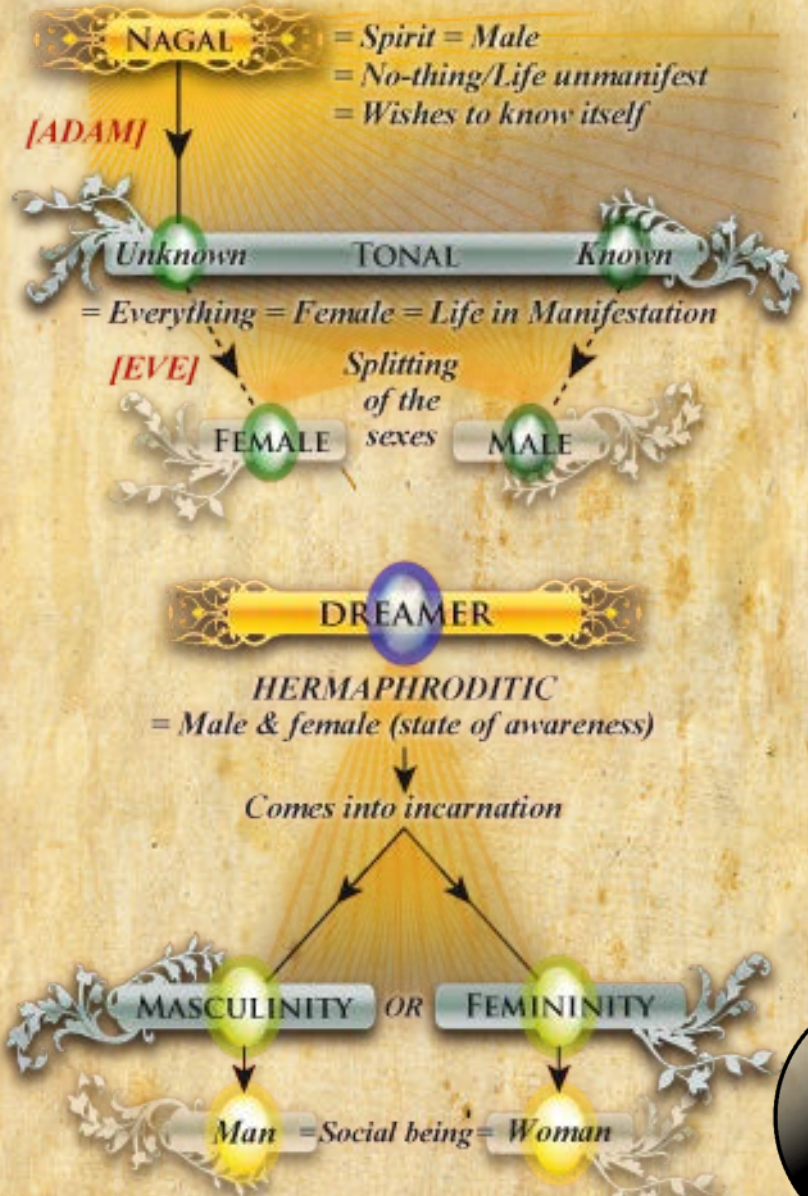 NAGAL = Spirit = Male
= No-thing/Life unmanifest
= Wishes to know itself
[ADAM]
Unknown TONAL Known
= Everything = Female = Life in Manifestation
[EVE]
Splitting
of the
sexes
FEMALE MALE
DREAMER
HERMAPHRODITIC
= Male & female (state of awareness)
Comes into incarnation
MASCULINITY OR FEMININITY
Man =Social being= Woman